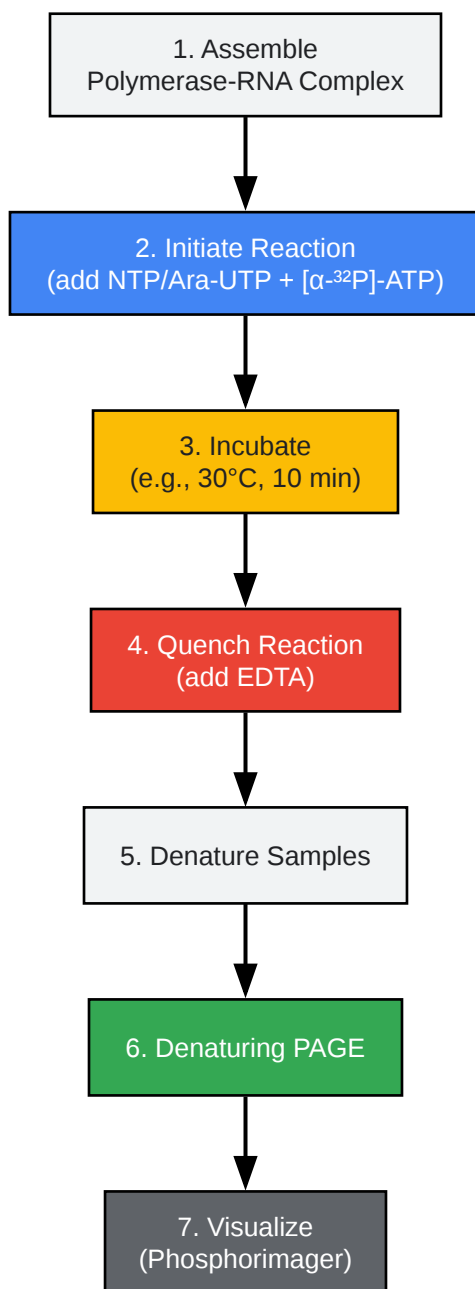 1. Assemble
Polymerase-RNA Complex
2. Initiate Reaction
(add NTP/Ara-UTP + [α-³²P]-ATP)
3. Incubate
(e.g., 30°C, 10 min)
4. Quench Reaction
(add EDTA)
5. Denature Samples
6. Denaturing PAGE
7. Visualize
(Phosphorimager)